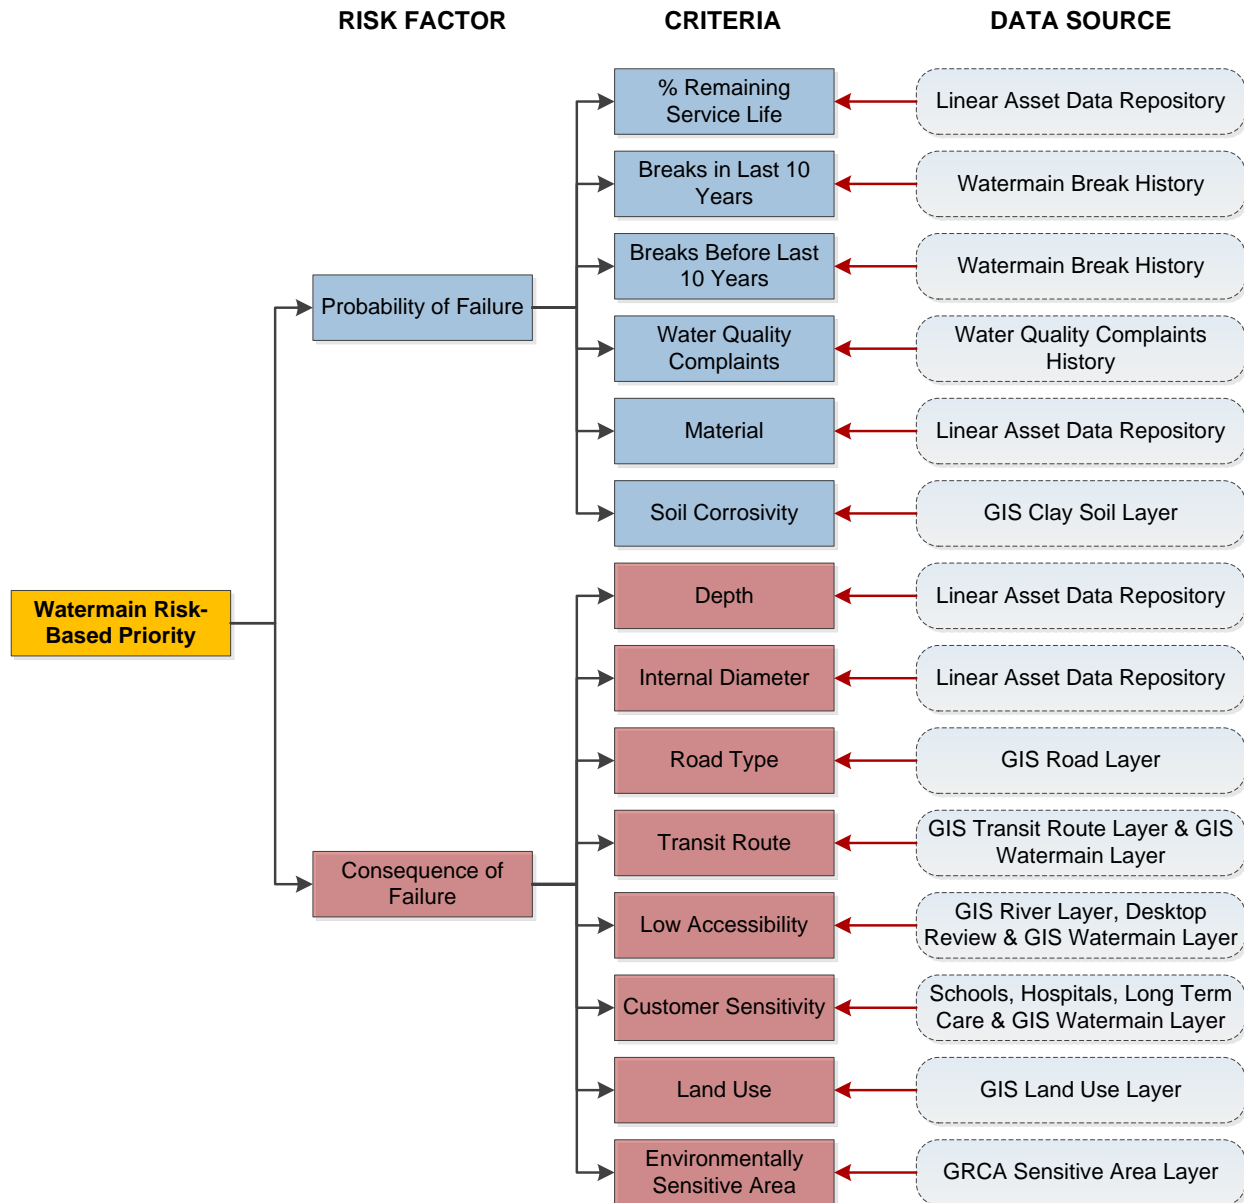 RISK FACTOR
CRITERIA
DATA SOURCE
% Remaining
Service Life
Linear Asset Data Repository
Breaks in Last 10
Years
Watermain Break History
Breaks Before Last
10 Years
Watermain Break History
Probability of Failure
Water Quality
Complaints
Water Quality Complaints
History
Material
Linear Asset Data Repository
Soil Corrosivity
GIS Clay Soil Layer
Watermain Risk-
Based Priority
Depth
Linear Asset Data Repository
Internal Diameter
Linear Asset Data Repository
Road Type
GIS Road Layer
Transit Route
GIS Transit Route Layer & GIS
Watermain Layer
Consequence of
Failure
Low Accessibility
GIS River Layer, Desktop
Review & GIS Watermain Layer
Customer Sensitivity
Schools, Hospitals, Long Term
Care & GIS Watermain Layer
Land Use
GIS Land Use Layer
Environmentally
Sensitive Area
GRCA Sensitive Area Layer